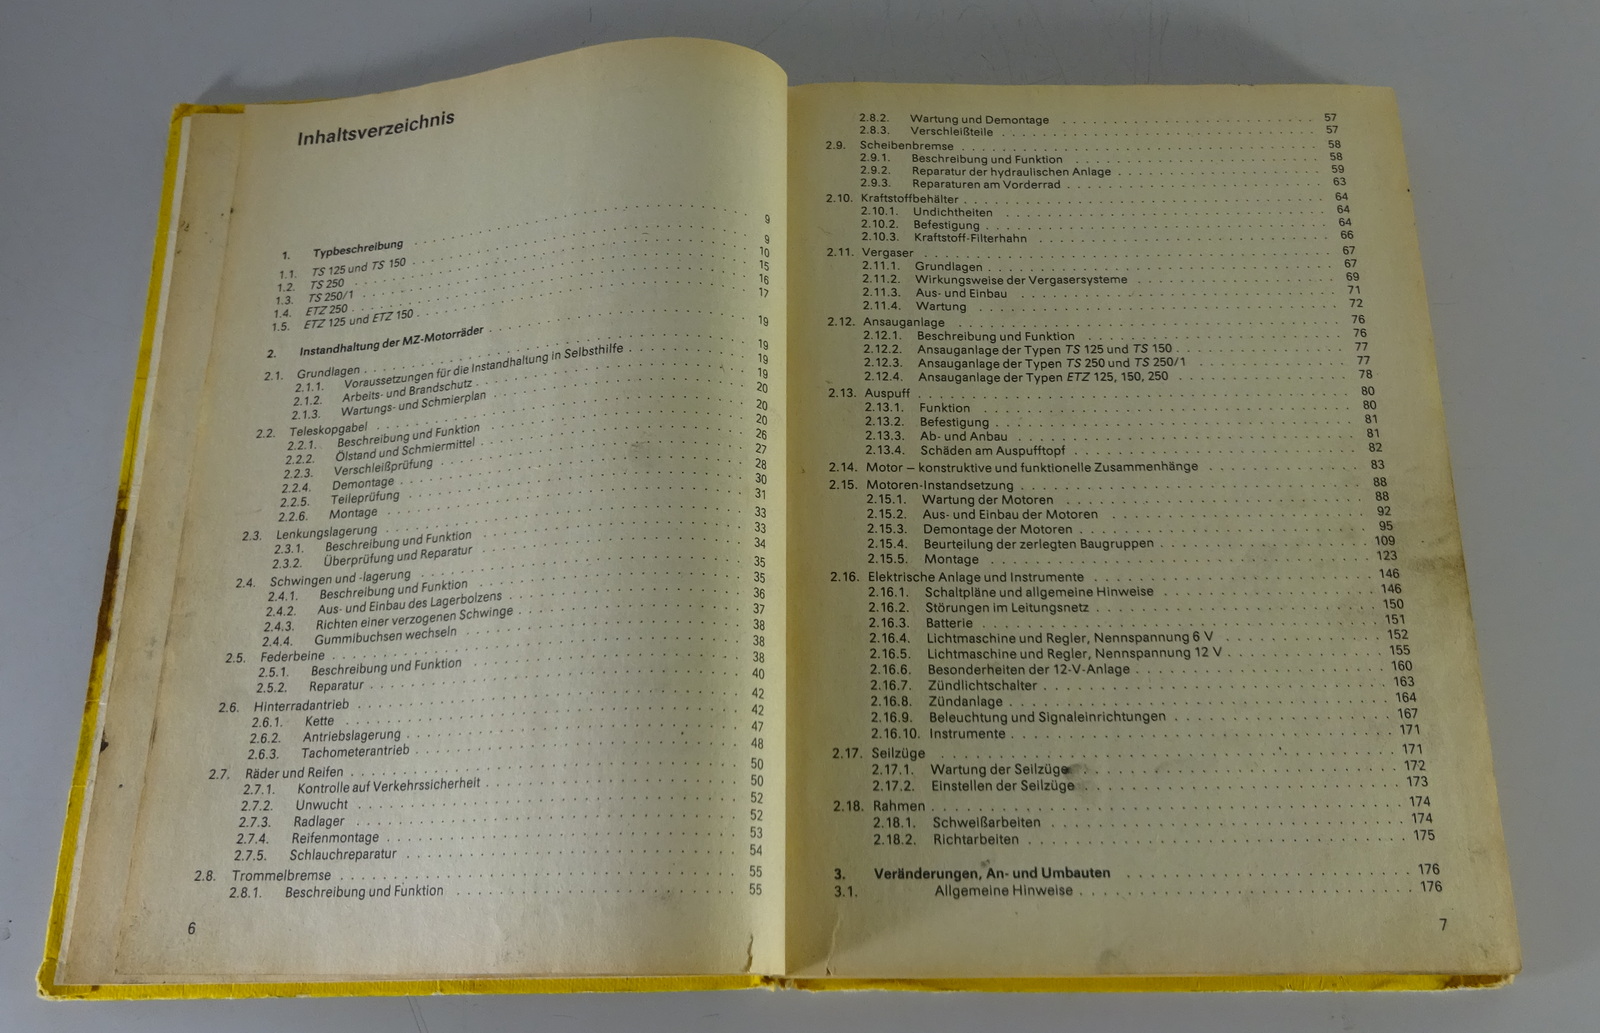 Inhaltsverzeichnis
1. Typbeschreibung 9
1.1. TS 125 und TS 150 9
1.2. TS 250 10
1.3. TS 250/1 15
1.4. ETZ 250 16
1.5. ETZ 125 und ETZ 150 17
2. Instandhaltung der MZ-Motorräder 19
2.1. Grundlagen 19
2.1.1. Voraussetzungen für die Instandhaltung in Selbsthilfe 19
2.1.2. Arbeits- und Brandschutz 19
2.1.3. Wartungs- und Schmierplan 20
2.2. Teleskopgabel 20
2.2.1. Beschreibung und Funktion 20
2.2.2. Ölstand und Schmiermittel 26
2.2.3. Verschleißprüfung 27
2.2.4. Demontage 28
2.2.5. Teileprüfung 30
2.2.6. Montage 31
2.3. Lenkungslagerung 33
2.3.1. Beschreibung und Funktion 33
2.3.2. Überprüfung und Reparatur 34
2.4. Schwingen und -lagerung 35
2.4.1. Beschreibung und Funktion 35
2.4.2. Aus- und Einbau des Lagerbolzens 36
2.4.3. Richten einer verzogenen Schwinge 37
2.4.4. Gummibuchsen wechseln 38
2.5. Federbeine 38
2.5.1. Beschreibung und Funktion 38
2.5.2. Reparatur 40
2.6. Hinterradantrieb 42
2.6.1. Kette 42
2.6.2. Antriebslagerung 47
2.6.3. Tachometerantrieb 48
2.7. Räder und Reifen 50
2.7.1. Kontrolle auf Verkehrssicherheit 50
2.7.2. Unwucht 52
2.7.3. Radlager 52
2.7.4. Reifenmontage 53
2.7.5. Schlauchreparatur 54
2.8. Trommelbremse 55
2.8.1. Beschreibung und Funktion 55
6
2.8.2. Wartung und Demontage 57
2.8.3. Verschleißteile 57
2.9. Scheibenbremse 58
2.9.1. Beschreibung und Funktion 58
2.9.2. Reparatur der hydraulischen Anlage 59
2.9.3. Reparaturen am Vorderrad 63
2.10. Kraftstoffbehälter 64
2.10.1. Undichtheiten 64
2.10.2. Befestigung 64
2.10.3. Kraftstoff-Filterhahn 66
2.11. Vergaser 67
2.11.1. Grundlagen 67
2.11.2. Wirkungsweise der Vergasersysteme 69
2.11.3. Aus- und Einbau 71
2.11.4. Wartung 72
2.12. Ansauganlage 76
2.12.1. Beschreibung und Funktion 76
2.12.2. Ansauganlage der Typen TS 125 und TS 150 77
2.12.3. Ansauganlage der Typen TS 250 und TS 250/1 77
2.12.4. Ansauganlage der Typen ETZ 125, 150, 250 78
2.13. Auspuff 80
2.13.1. Funktion 80
2.13.2. Befestigung 81
2.13.3. Ab- und Anbau 81
2.13.4. Schäden am Auspufftopf 82
2.14. Motor – konstruktive und funktionelle Zusammenhänge 83
2.15. Motoren-Instandsetzung 88
2.15.1. Wartung der Motoren 88
2.15.2. Aus- und Einbau der Motoren 92
2.15.3. Demontage der Motoren 95
2.15.4. Beurteilung der zerlegten Baugruppen 109
2.15.5. Montage 123
2.16. Elektrische Anlage und Instrumente 146
2.16.1. Schaltpläne und allgemeine Hinweise 146
2.16.2. Störungen im Leitungsnetz 150
2.16.3. Batterie 151
2.16.4. Lichtmaschine und Regler, Nennspannung 6 V 152
2.16.5. Lichtmaschine und Regler, Nennspannung 12 V 155
2.16.6. Besonderheiten der 12-V-Anlage 160
2.16.7. Zündlichtschalter 163
2.16.8. Zündanlage 164
2.16.9. Beleuchtung und Signaleinrichtungen 167
2.16.10. Instrumente 171
2.17. Seilzüge 171
2.17.1. Wartung der Seilzüge 172
2.17.2. Einstellen der Seilzüge 173
2.18. Rahmen 174
2.18.1. Schweißarbeiten 174
2.18.2. Richtarbeiten 175
3. Veränderungen, An- und Umbauten 176
3.1. Allgemeine Hinweise 176
7